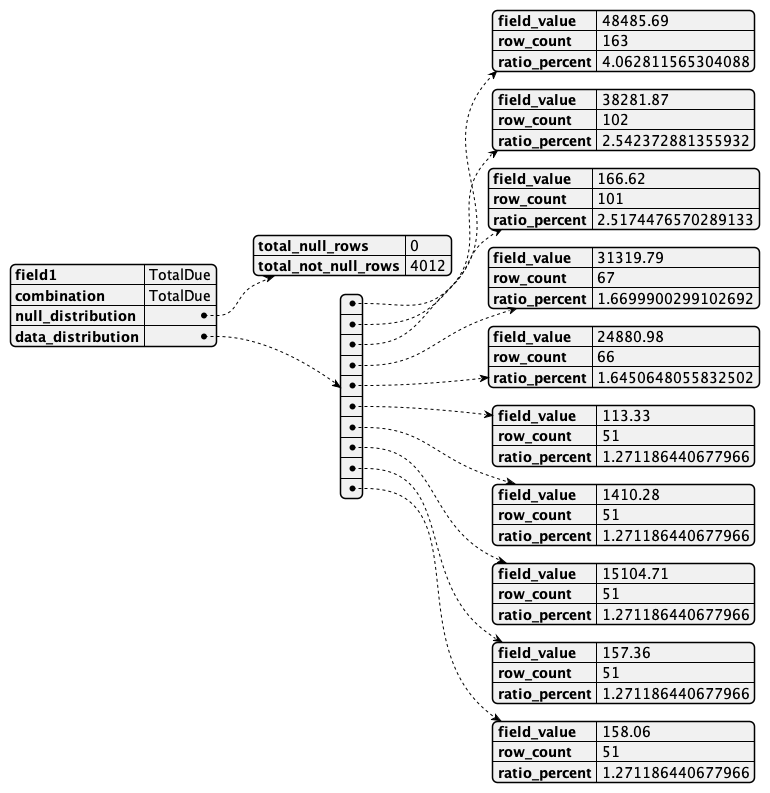 field1 TotalDue
combination TotalDue
null_distribution
data_distribution
total_null_rows 0
total_not_null_rows 4012
field_value 48485.69
row_count 163
ratio_percent 4.062811565304088
field_value 38281.87
row_count 102
ratio_percent 2.542372881355932
field_value 166.62
row_count 101
ratio_percent 2.5174476570289133
field_value 31319.79
row_count 67
ratio_percent 1.6699900299102692
field_value 24880.98
row_count 66
ratio_percent 1.6450648055832502
field_value 113.33
row_count 51
ratio_percent 1.271186440677966
field_value 1410.28
row_count 51
ratio_percent 1.271186440677966
field_value 15104.71
row_count 51
ratio_percent 1.271186440677966
field_value 157.36
row_count 51
ratio_percent 1.271186440677966
field_value 158.06
row_count 51
ratio_percent 1.271186440677966